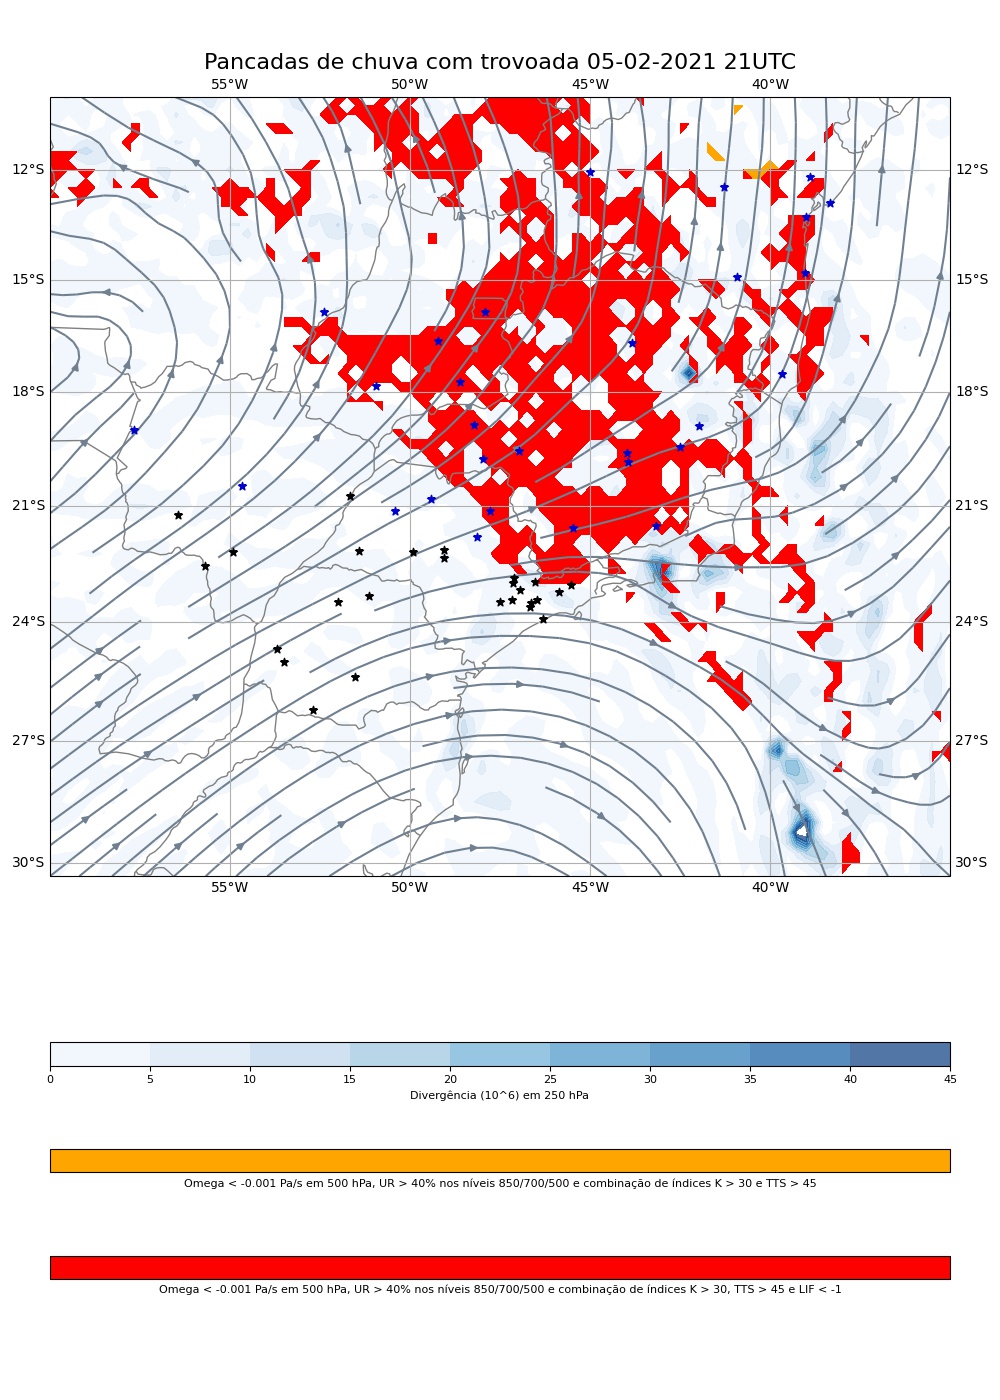 Pancadas de chuva com trovoada 05-02-2021 21UTC
55°W 50°W 45°W 40°W
12°S 12°S
15°S 15°S
18°S 18°S
21°S 21°S
24°S 24°S
27°S 27°S
30°S 30°S
55°W 50°W 45°W 40°W
0 5 10 15 20 25 30 35 40 45
Divergência (10^6) em 250 hPa
Omega < -0.001 Pa/s em 500 hPa, UR > 40% nos níveis 850/700/500 e combinação de índices K > 30 e TTS > 45
Omega < -0.001 Pa/s em 500 hPa, UR > 40% nos níveis 850/700/500 e combinação de índices K > 30, TTS > 45 e LIF < -1